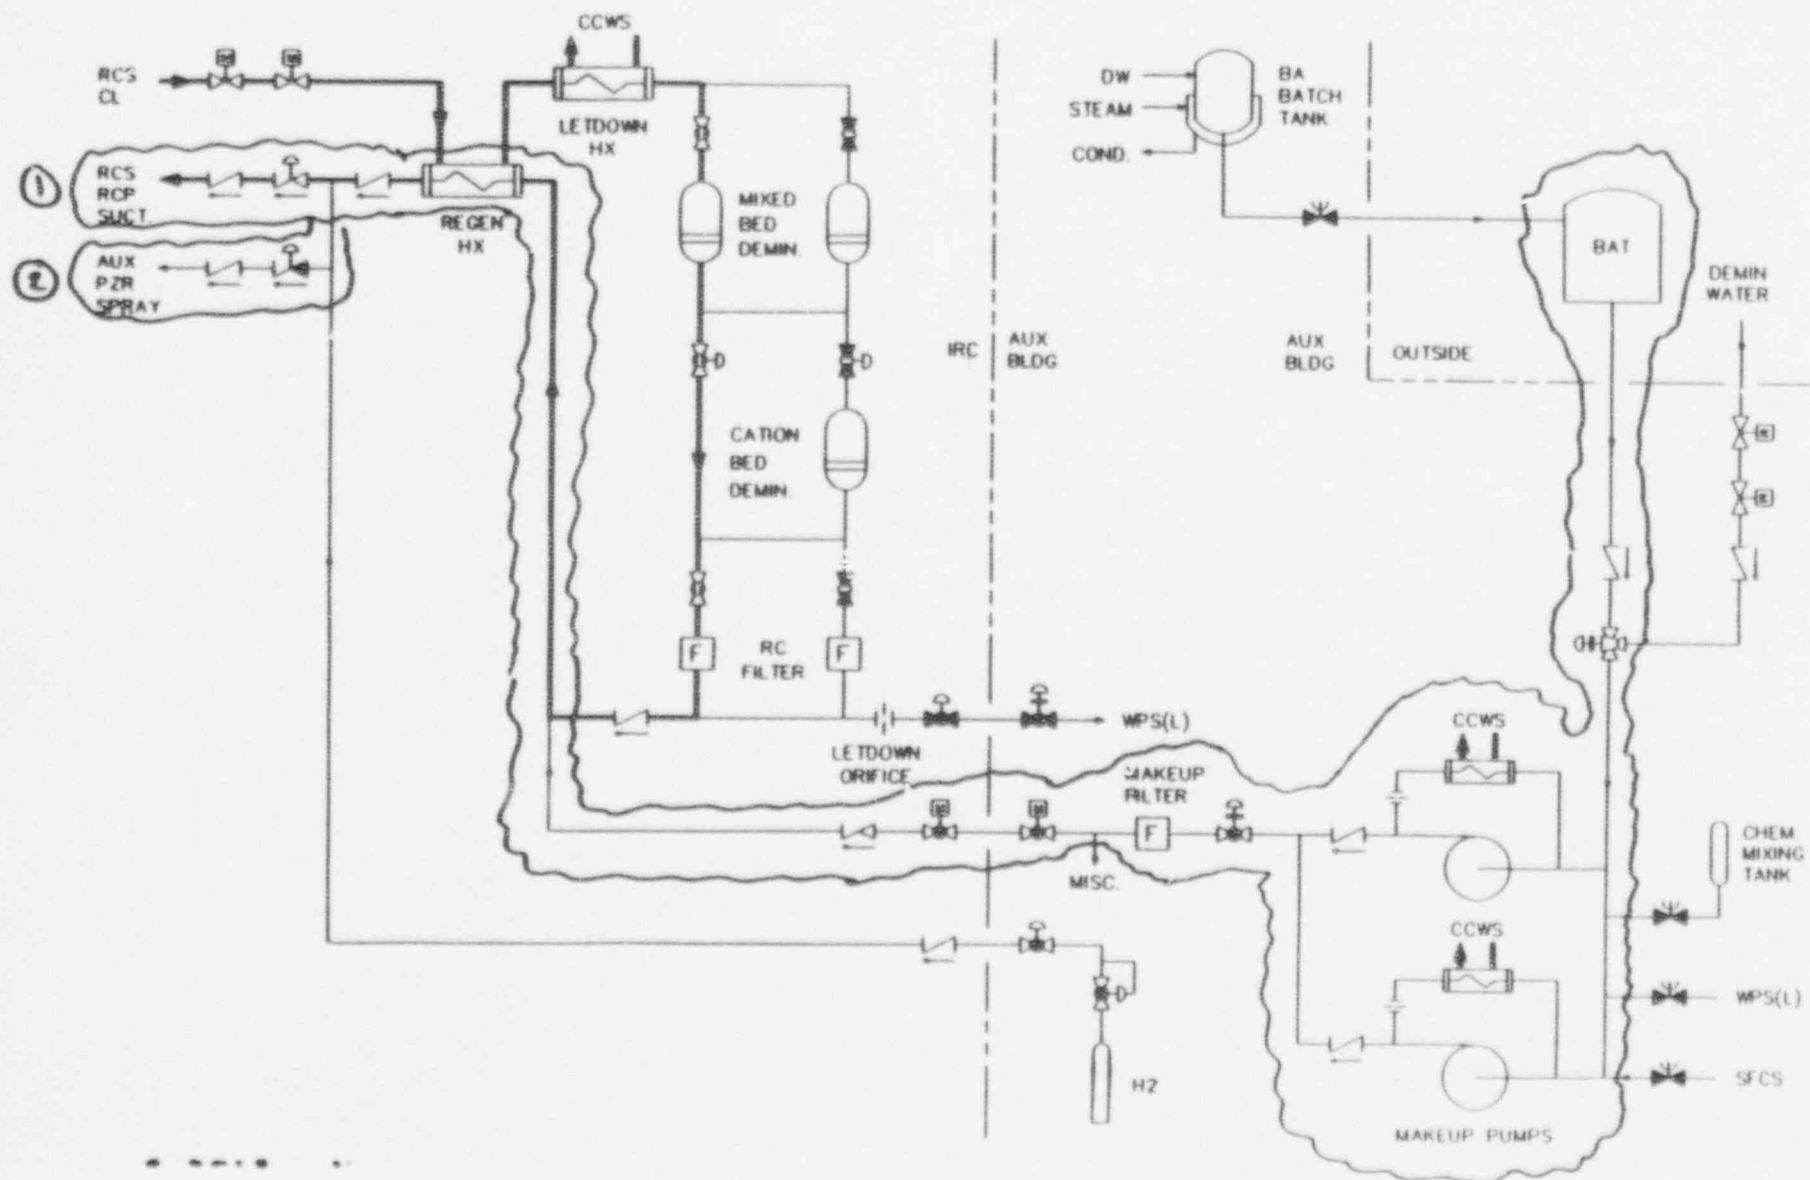 CCWS
RCS
CL
LETDOWN
HX
1
RCS
RCP
SUCT
REGEN
HX
2
AUX
PZR
SPRAY
MIXED
BED
DEMIN.
CATION
BED
DEMIN.
F
RC
FILTER
F
LETDOWN
ORIFICE
WPS(L)
IRC
AUX
BLDG
DW
STEAM
COND.
BA
BATCH
TANK
AUX
BLDG
OUTSIDE
BAT
DEMIN
WATER
MAKEUP
FILTER
F
MISC.
H2
CCWS
CCWS
MAKEUP PUMPS
CHEM
MIXING
TANK
WPS(L)
SFCS